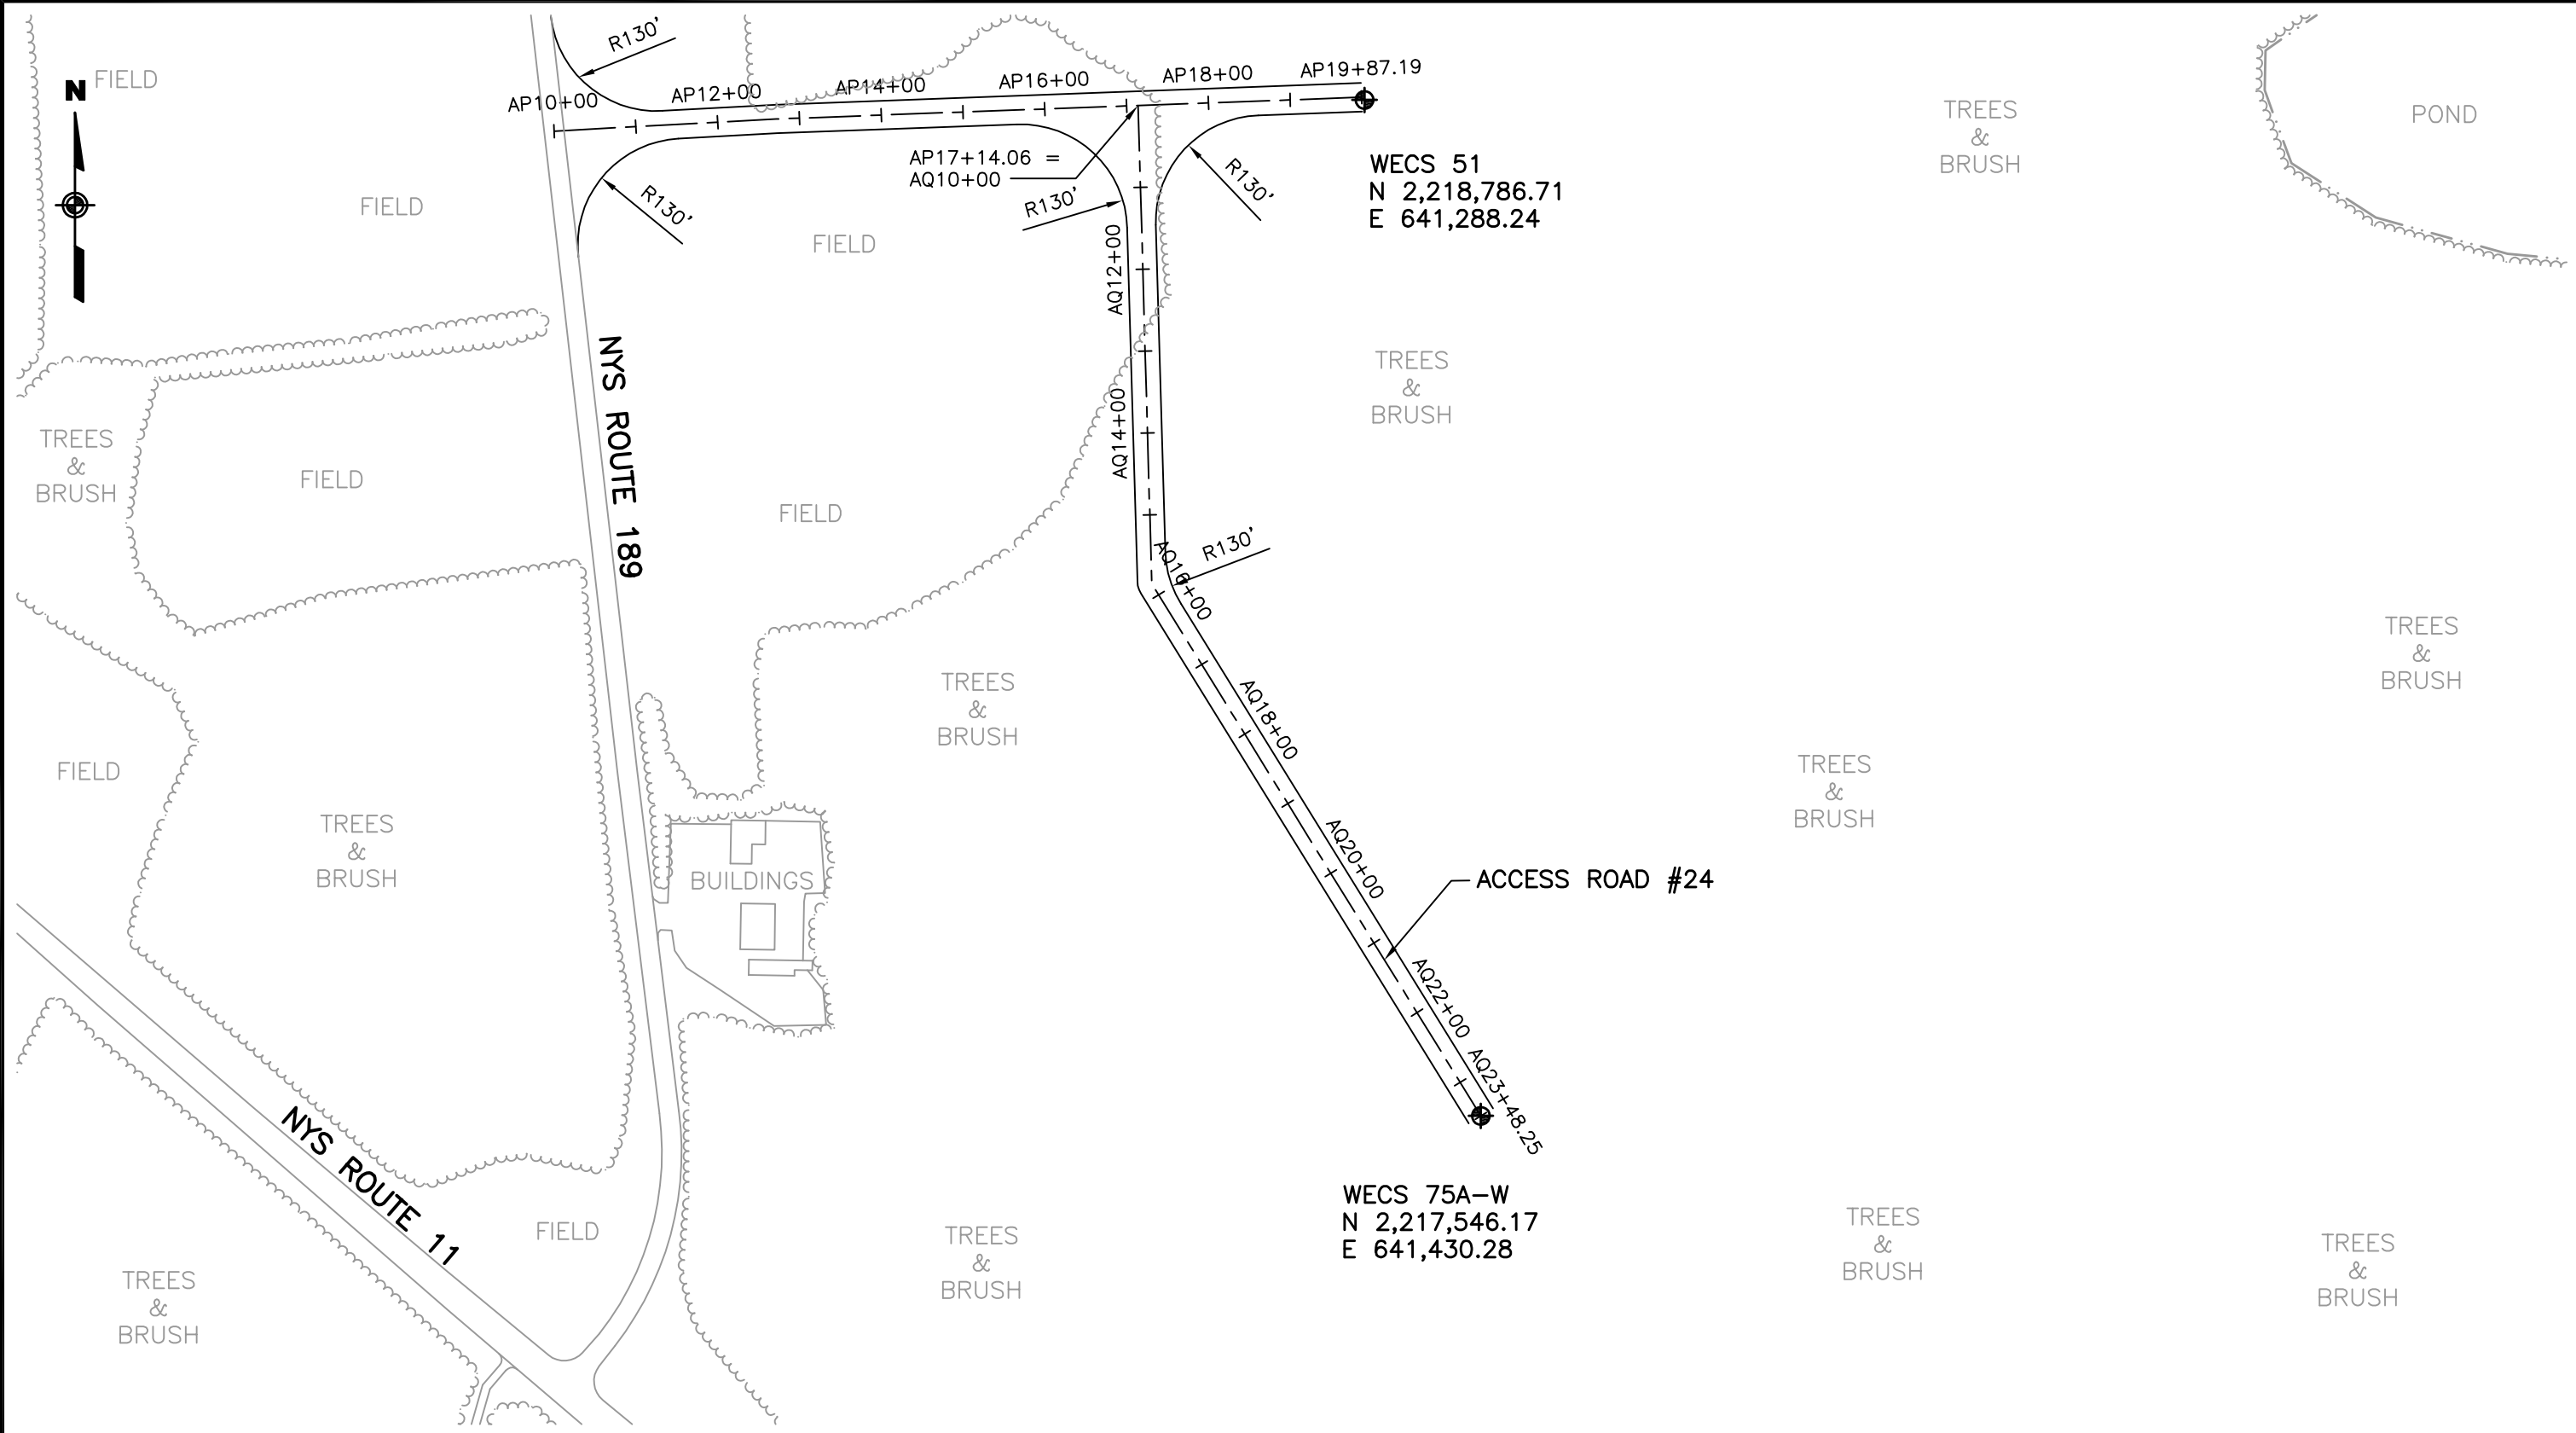 N
FIELD
R130'
AP10+00
AP12+00
AP14+00
AP16+00
AP18+00
AP19+87.19
TREES
&
BRUSH
POND
AP17+14.06 =
AQ10+00
WECS 51
N 2,218,786.71
E 641,288.24
R130'
R130'
R130'
FIELD
FIELD
AQ12+00
NYS ROUTE 189
TREES
&
BRUSH
AQ14+00
TREES
&
BRUSH
FIELD
FIELD
AQ16+00
R130'
TREES
&
BRUSH
TREES
&
BRUSH
AQ18+00
FIELD
TREES
&
BRUSH
TREES
&
BRUSH
BUILDINGS
AQ20+00
ACCESS ROAD #24
AQ22+00
AQ23+48.25
NYS ROUTE 11
WECS 75A-W
N 2,217,546.17
E 641,430.28
FIELD
TREES
&
BRUSH
TREES
&
BRUSH
TREES
&
BRUSH
TREES
&
BRUSH